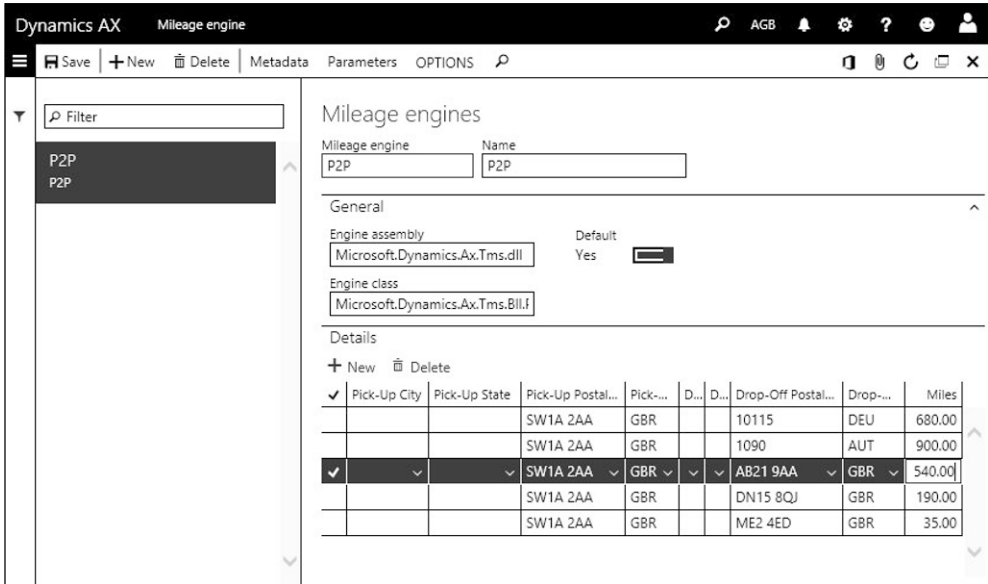 Dynamics AX Mileage engine AGB ?
Save New Delete Metadata Parameters OPTIONS
Filter
P2P
P2P
Mileage engines
Mileage engine Name
P2P P2P
General
Engine assembly Default
Microsoft.Dynamics.Ax.Tms.dll Yes
Engine class
Microsoft.Dynamics.Ax.Tms.Bll.F
Details
New Delete
Pick-Up City Pick-Up State Pick-Up Postal... Pick-... D... D... Drop-Off Postal... Drop-... Miles
SW1A 2AA GBR 10115 DEU 680.00
SW1A 2AA GBR 1090 AUT 900.00
SW1A 2AA GBR AB21 9AA GBR 540.00
SW1A 2AA GBR DN15 8QJ GBR 190.00
SW1A 2AA GBR ME2 4ED GBR 35.00